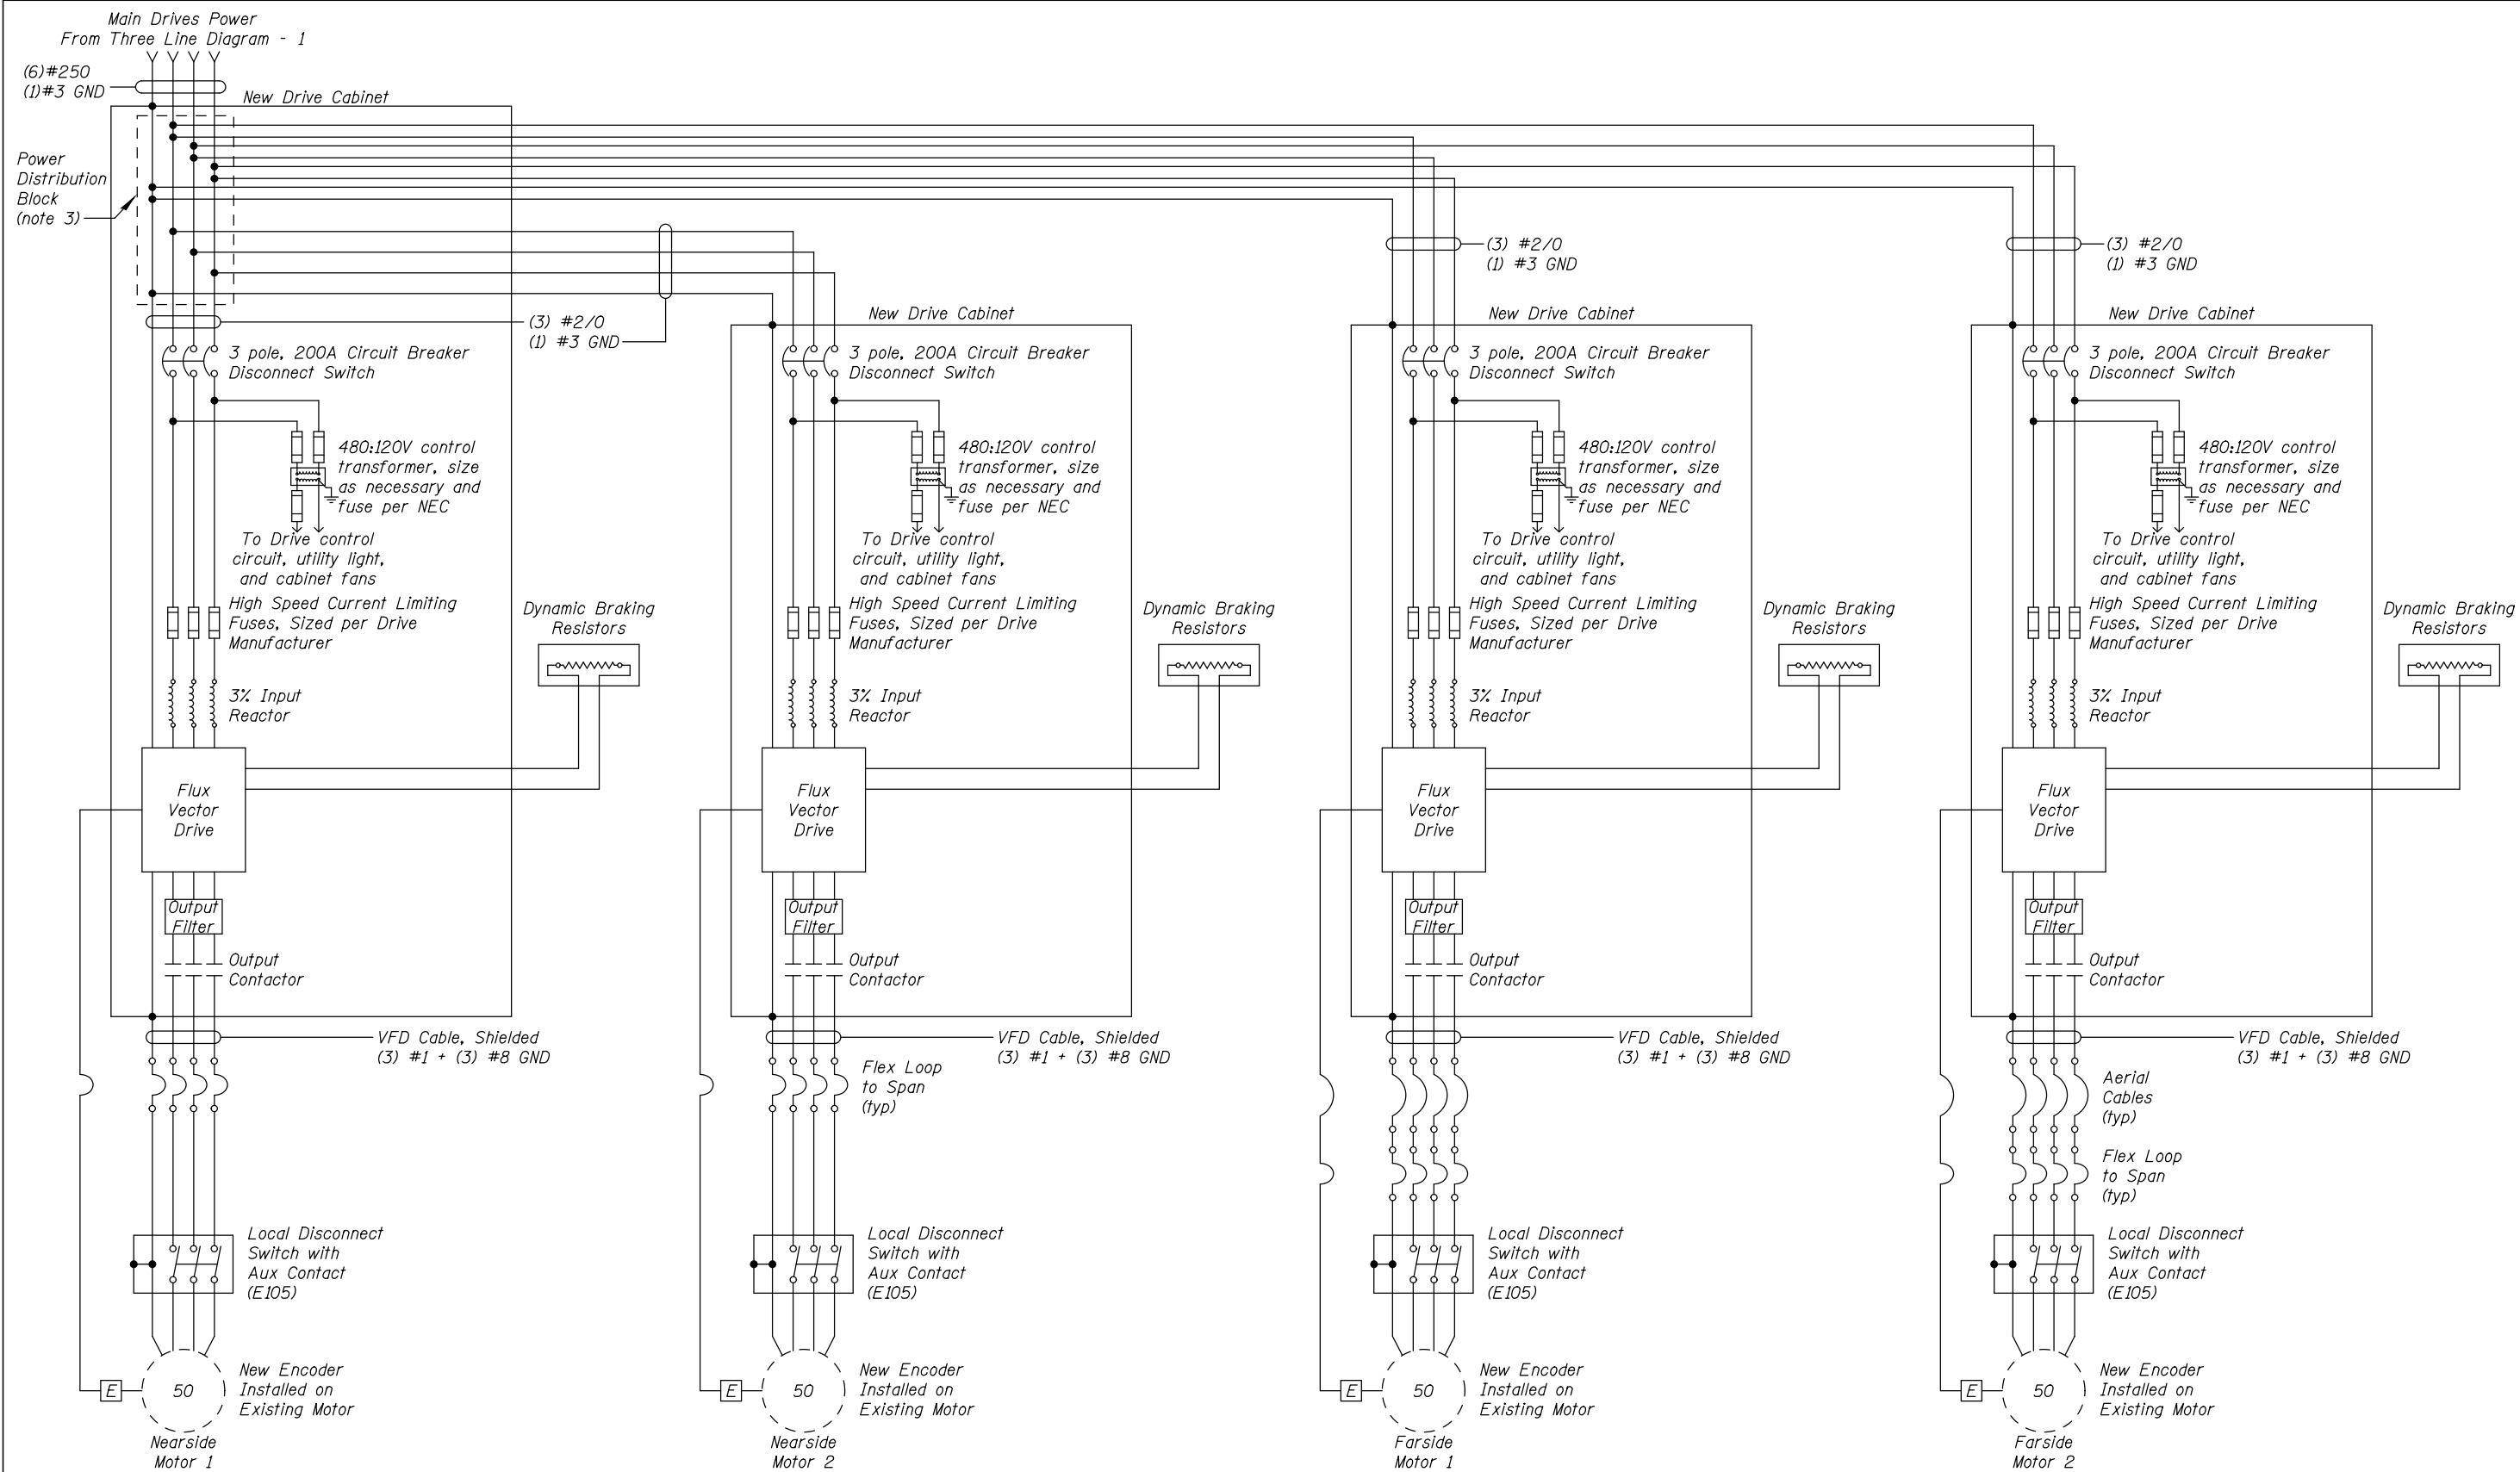 Main Drives Power
From Three Line Diagram - 1
(6)#250
(1)#3 GND
New Drive Cabinet
Power
Distribution
Block
(note 3)
(3) #2/0
(1) #3 GND
(3) #2/0
(1) #3 GND
(3) #2/0
(1) #3 GND
3 pole, 200A Circuit Breaker
Disconnect Switch
480:120V control
transformer, size
as necessary and
fuse per NEC
To Drive control
circuit, utility light,
and cabinet fans
High Speed Current Limiting
Fuses, Sized per Drive
Manufacturer
Dynamic Braking
Resistors
3% Input
Reactor
Flux
Vector
Drive
Output
Filter
Output
Contactor
VFD Cable, Shielded
(3) #1 + (3) #8 GND
Local Disconnect
Switch with
Aux Contact
(E105)
E
50
New Encoder
Installed on
Existing Motor
Nearside
Motor 1
New Drive Cabinet
3 pole, 200A Circuit Breaker
Disconnect Switch
480:120V control
transformer, size
as necessary and
fuse per NEC
To Drive control
circuit, utility light,
and cabinet fans
High Speed Current Limiting
Fuses, Sized per Drive
Manufacturer
Dynamic Braking
Resistors
3% Input
Reactor
Flux
Vector
Drive
Output
Filter
Output
Contactor
VFD Cable, Shielded
(3) #1 + (3) #8 GND
Flex Loop
to Span
(typ)
Local Disconnect
Switch with
Aux Contact
(E105)
E
50
New Encoder
Installed on
Existing Motor
Nearside
Motor 2
New Drive Cabinet
3 pole, 200A Circuit Breaker
Disconnect Switch
480:120V control
transformer, size
as necessary and
fuse per NEC
To Drive control
circuit, utility light,
and cabinet fans
High Speed Current Limiting
Fuses, Sized per Drive
Manufacturer
Dynamic Braking
Resistors
3% Input
Reactor
Flux
Vector
Drive
Output
Filter
Output
Contactor
VFD Cable, Shielded
(3) #1 + (3) #8 GND
Local Disconnect
Switch with
Aux Contact
(E105)
E
50
New Encoder
Installed on
Existing Motor
Farside
Motor 1
New Drive Cabinet
3 pole, 200A Circuit Breaker
Disconnect Switch
480:120V control
transformer, size
as necessary and
fuse per NEC
To Drive control
circuit, utility light,
and cabinet fans
High Speed Current Limiting
Fuses, Sized per Drive
Manufacturer
Dynamic Braking
Resistors
3% Input
Reactor
Flux
Vector
Drive
Output
Filter
Output
Contactor
VFD Cable, Shielded
(3) #1 + (3) #8 GND
Aerial
Cables
(typ)
Flex Loop
to Span
(typ)
Local Disconnect
Switch with
Aux Contact
(E105)
E
50
New Encoder
Installed on
Existing Motor
Farside
Motor 2